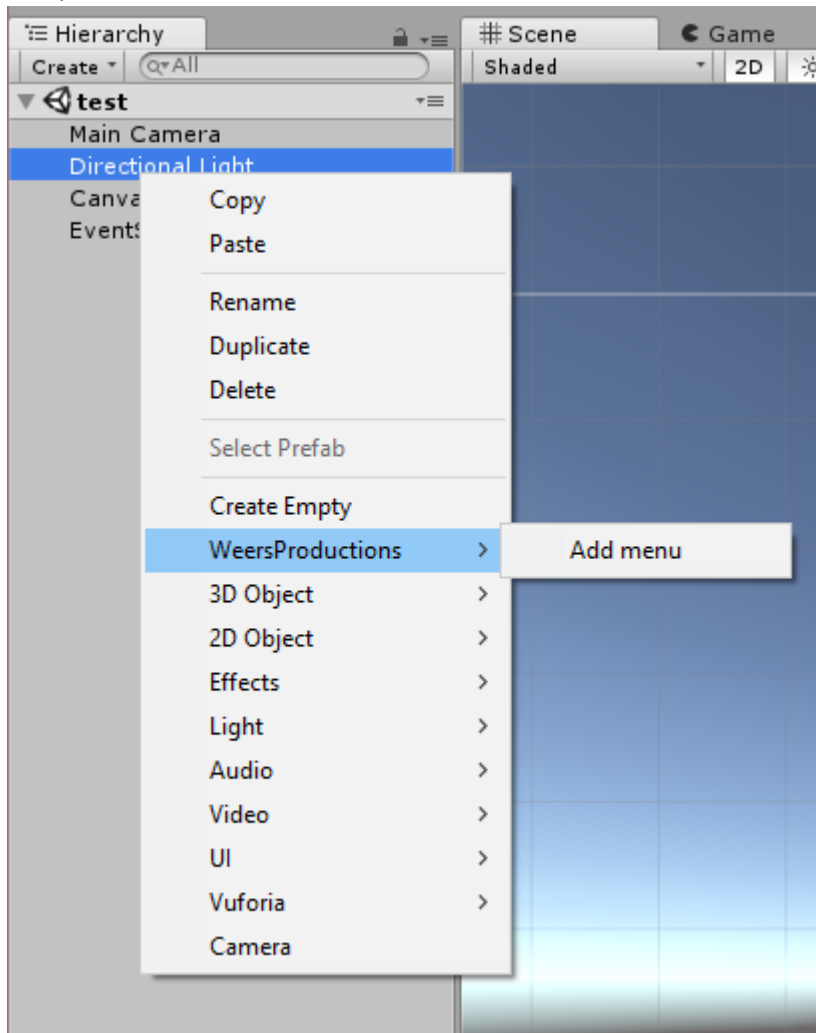 Hierarchy
Scene
Game
Create
All
Shaded
2D
test
Main Camera
Directional Light
Canva
Copy
Event
Paste
Rename
Duplicate
Delete
Select Prefab
Create Empty
WeersProductions
Add menu
3D Object
2D Object
Effects
Light
Audio
Video
UI
Vuforia
Camera